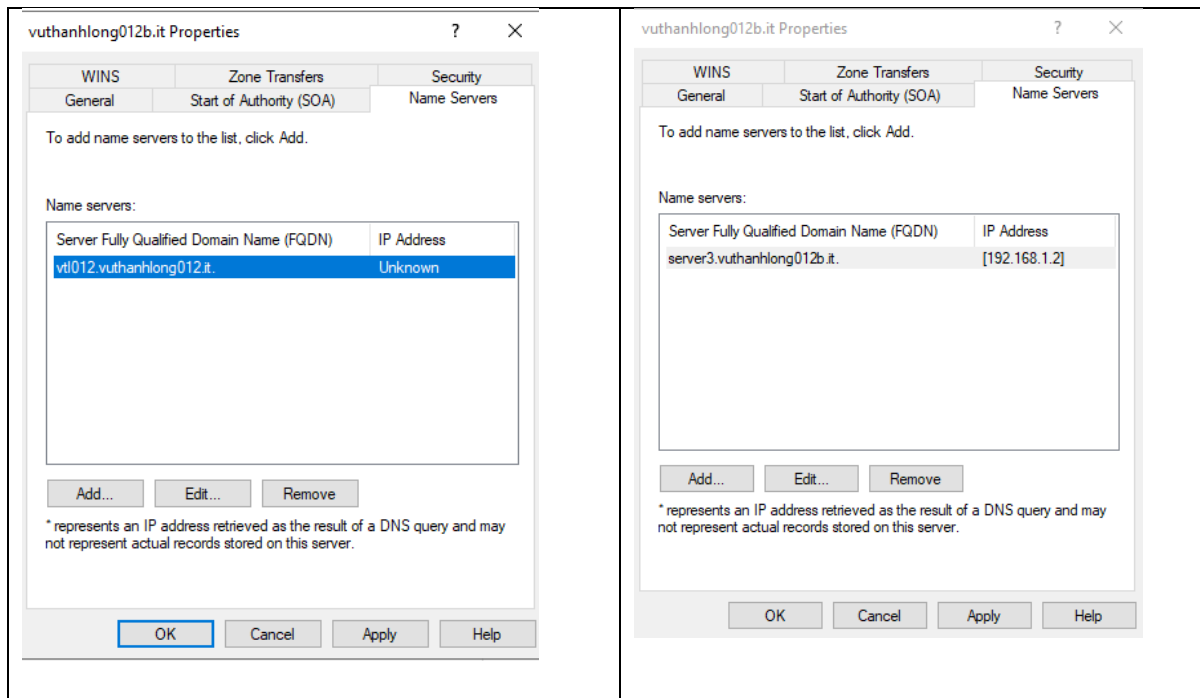 vuthanhlong012b.it Properties ? ×
WINS Zone Transfers Security
General Start of Authority (SOA) Name Servers
To add name servers to the list, click Add.
Name servers:
Server Fully Qualified Domain Name (FQDN) IP Address
vtl012.vuthanhlong012.it. Unknown
Add... Edit... Remove
* represents an IP address retrieved as the result of a DNS query and may
not represent actual records stored on this server.
OK Cancel Apply Help
vuthanhlong012b.it Properties ? ×
WINS Zone Transfers Security
General Start of Authority (SOA) Name Servers
To add name servers to the list, click Add.
Name servers:
Server Fully Qualified Domain Name (FQDN) IP Address
server3.vuthanhlong012b.it. [192.168.1.2]
Add... Edit... Remove
* represents an IP address retrieved as the result of a DNS query and may
not represent actual records stored on this server.
OK Cancel Apply Help